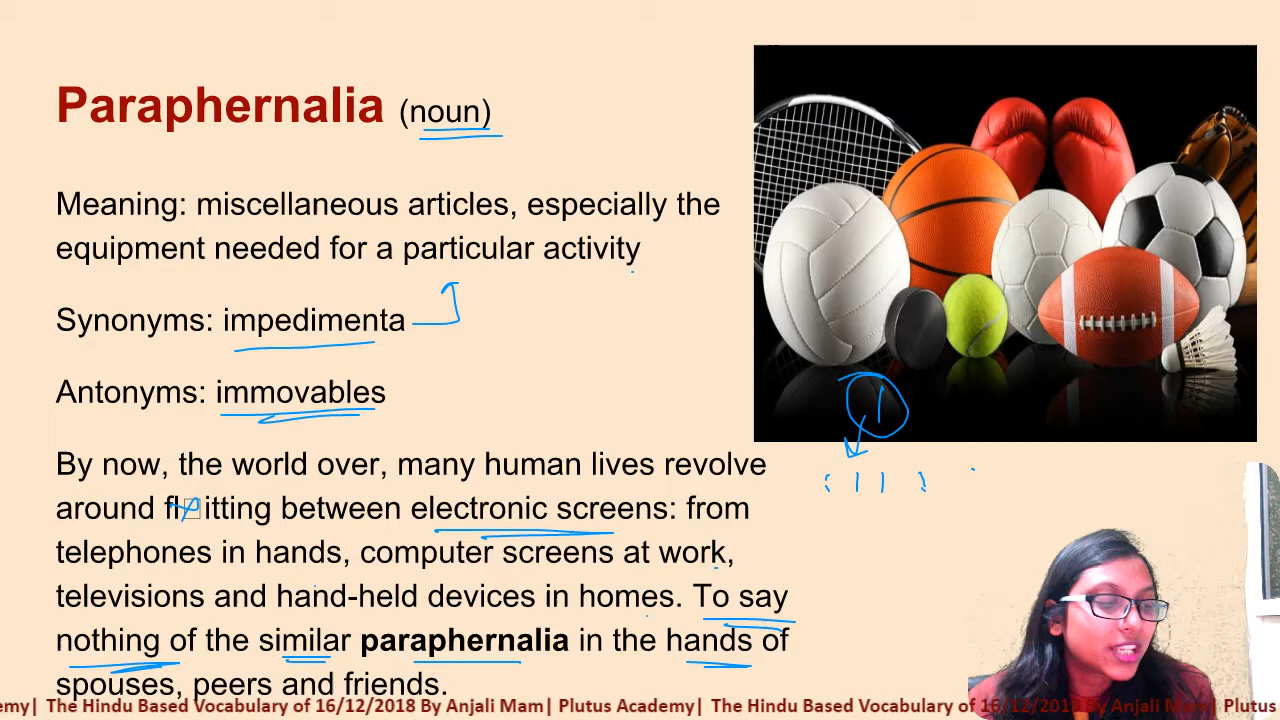 Paraphernalia (noun)
Meaning: miscellaneous articles, especially the
equipment needed for a particular activity
Synonyms: impedimenta
Antonyms: immovables
By now, the world over, many human lives revolve
around fl□itting between electronic screens: from
telephones in hands, computer screens at work,
televisions and hand-held devices in homes. To say
nothing of the similar paraphernalia in the hands of
spouses, peers and friends.
emy| The Hindu Based Vocabulary of 16/12/2018 By Anjali Mam| Plutus Academy| The Hindu Based Vocabulary of 16/12/2018 By Anjali Mam| Plutus